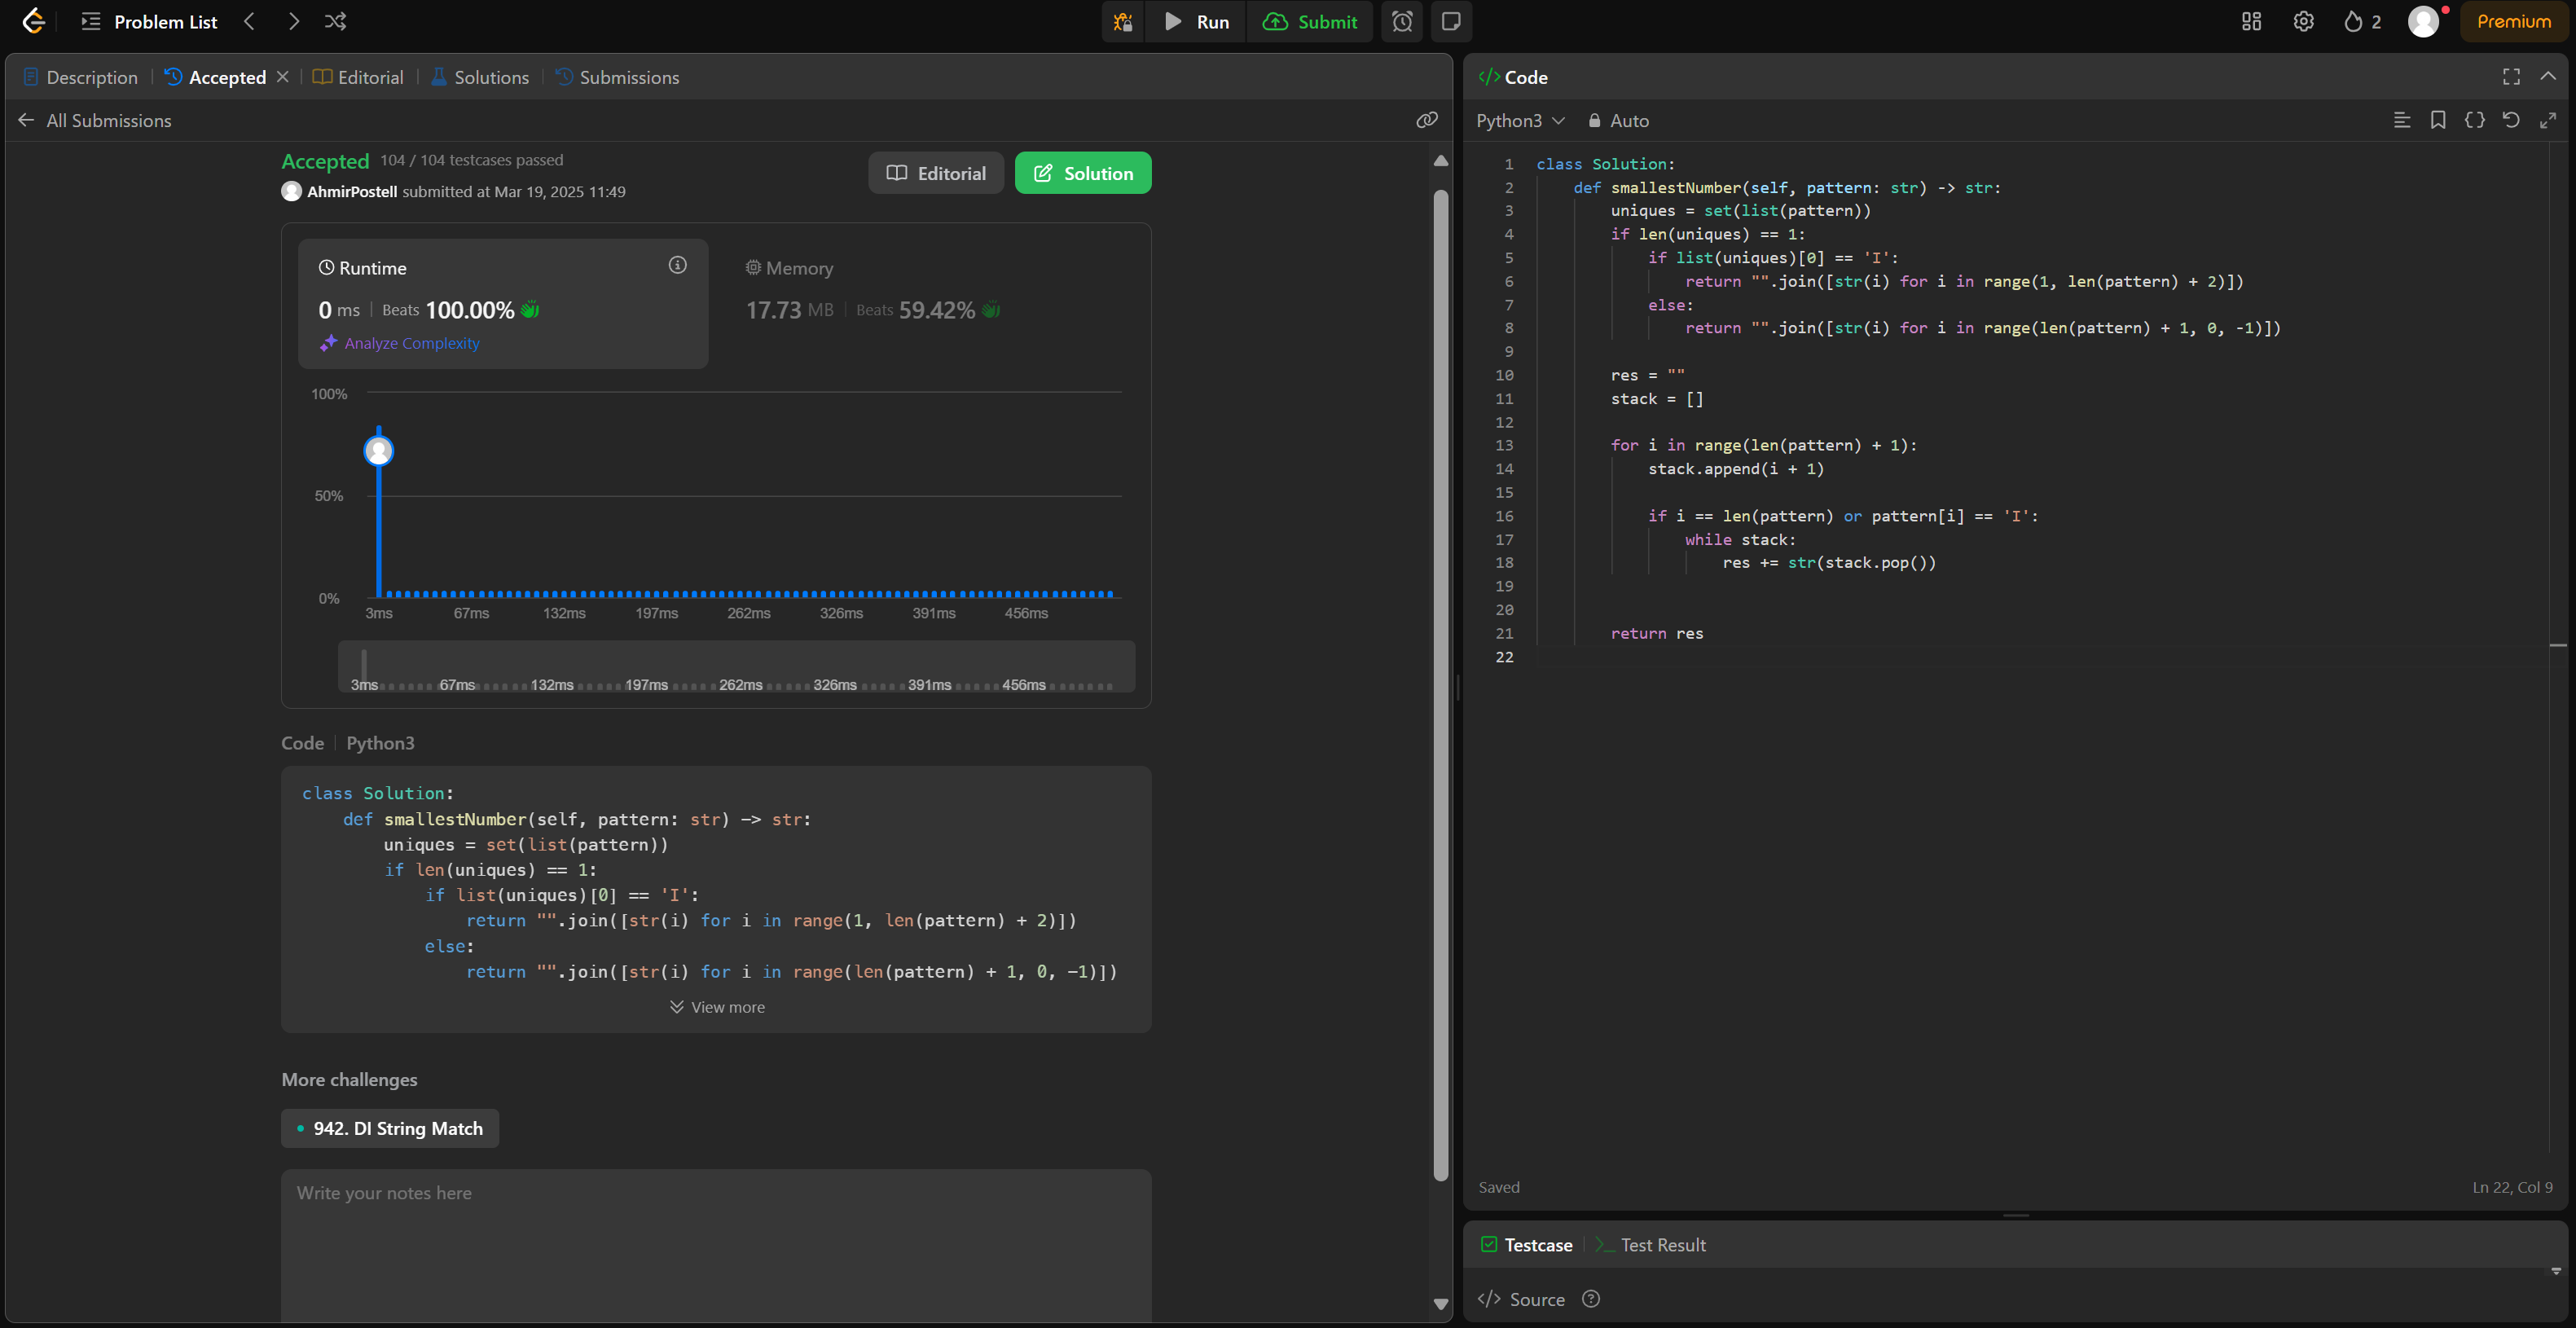 Problem List
Run
Submit
2
Premium
Description
Accepted
Editorial
Solutions
Submissions
All Submissions
Accepted 104 / 104 testcases passed
AhmirPostell submitted at Mar 19, 2025 11:49
Editorial
Solution
Runtime
0 ms | Beats 100.00%
Analyze Complexity
Memory
17.73 MB | Beats 59.42%
100%
50%
0%
3ms 67ms 132ms 197ms 262ms 326ms 391ms 456ms
3ms 67ms 132ms 197ms 262ms 326ms 391ms 456ms
Code | Python3
class Solution:
    def smallestNumber(self, pattern: str) -> str:
        uniques = set(list(pattern))
        if len(uniques) == 1:
            if list(uniques)[0] == 'I':
                return "".join([str(i) for i in range(1, len(pattern) + 2)])
            else:
                return "".join([str(i) for i in range(len(pattern) + 1, 0, -1)])
View more
More challenges
942. DI String Match
Write your notes here
</> Code
Python3
Auto
1 class Solution:
2     def smallestNumber(self, pattern: str) -> str:
3         uniques = set(list(pattern))
4         if len(uniques) == 1:
5             if list(uniques)[0] == 'I':
6                 return "".join([str(i) for i in range(1, len(pattern) + 2)])
7             else:
8                 return "".join([str(i) for i in range(len(pattern) + 1, 0, -1)])
9
10         res = ""
11         stack = []
12
13         for i in range(len(pattern) + 1):
14             stack.append(i + 1)
15
16             if i == len(pattern) or pattern[i] == 'I':
17                 while stack:
18                     res += str(stack.pop())
19
20
21         return res
22
Saved
Ln 22, Col 9
Testcase
Test Result
</> Source